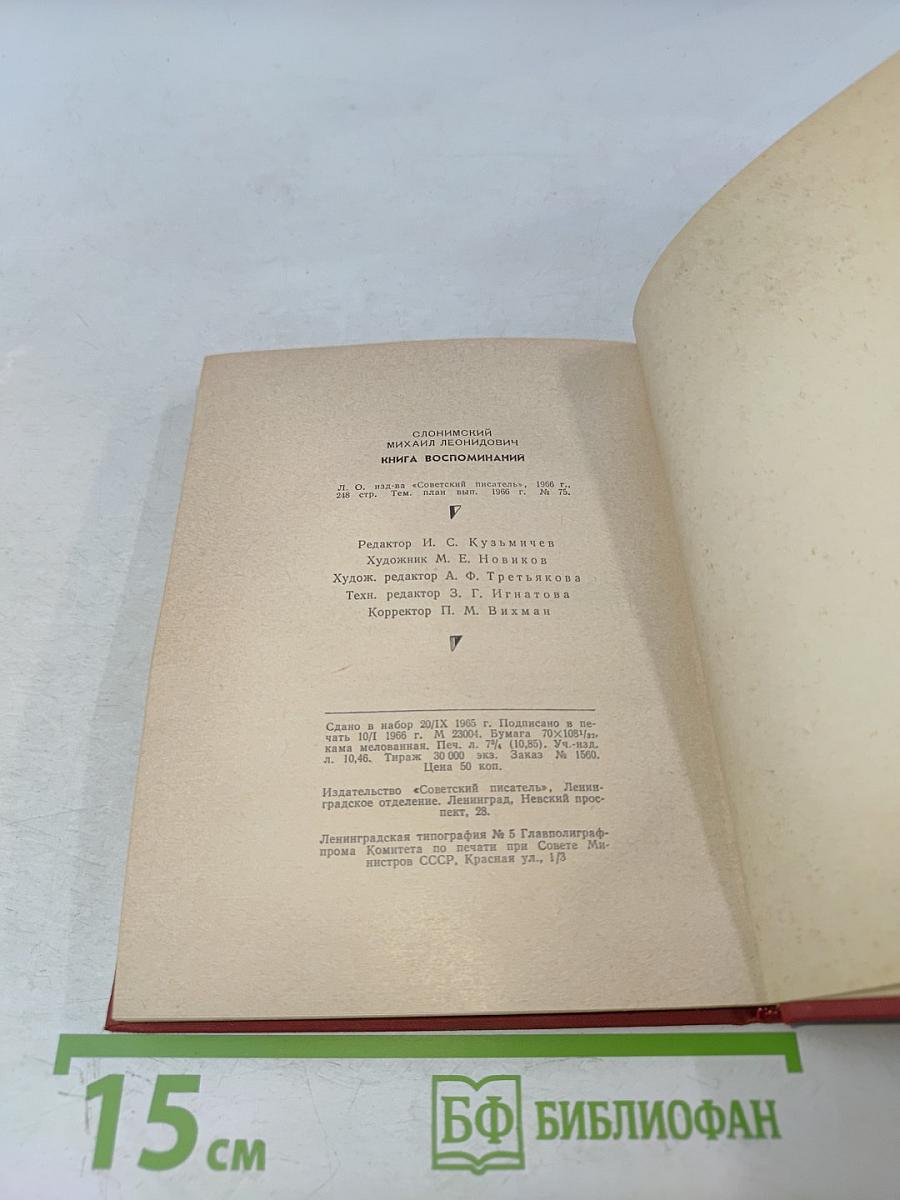 СЛОНИМСКИЙ
МИХАИЛ ЛЕОНИДОВИЧ
КНИГА ВОСПОМИНАНИЙ
Л. О. изд-ва «Советский писатель», 1966 г.,
248 стр. Тем. план вып. 1966 г. № 75.
Редактор И. С. Кузьмичев
Художник М. Е. Новиков
Худож. редактор А. Ф. Третьякова
Техн. редактор З. Г. Игнатова
Корректор П. М. Вихман
Сдано в набор 20/IX 1965 г. Подписано в пе-
чать 10/I 1966 г. М 23004. Бумага 70×108¹/₃₂,
кама мелованная. Печ. л. 7³/₄ (10,85). Уч.-изд.
л. 10,46. Тираж 30 000 экз. Заказ № 1560.
Цена 50 коп.
Издательство «Советский писатель», Ленин-
градское отделение. Ленинград, Невский прос-
пект, 28.
Ленинградская типография № 5 Главполиграф-
прома Комитета по печати при Совете Ми-
нистров СССР, Красная ул., 1/3
15 см
БФ БИБЛИОФАН